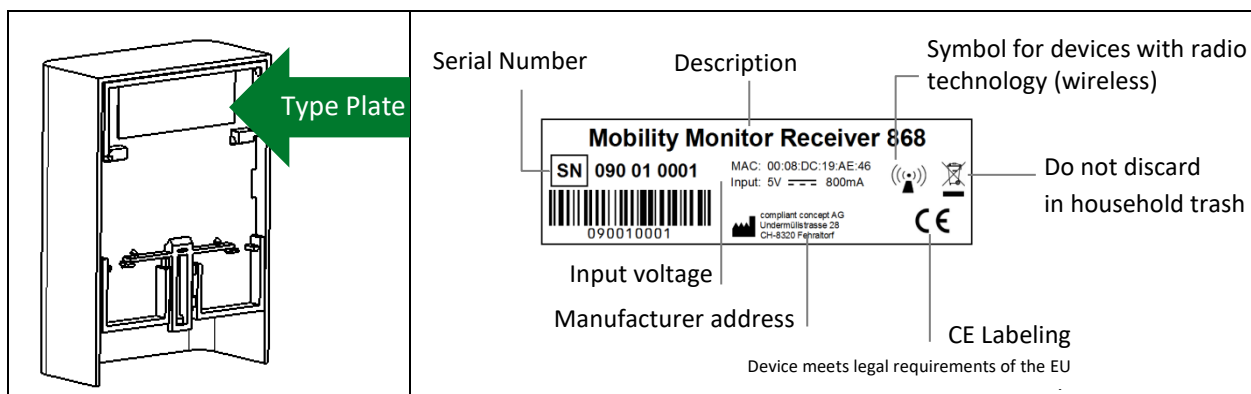 Type Plate
Serial Number
Description
Symbol for devices with radio
technology (wireless)
Mobility Monitor Receiver 868
SN 090 01 0001
MAC: 00:08:DC:19:AE:46
Input: 5V 800mA
090010001
compliant concept AG
Undermülistrasse 28
CH-8320 Fehraltorf
CE
Do not discard
in household trash
Input voltage
Manufacturer address
CE Labeling
Device meets legal requirements of the EU